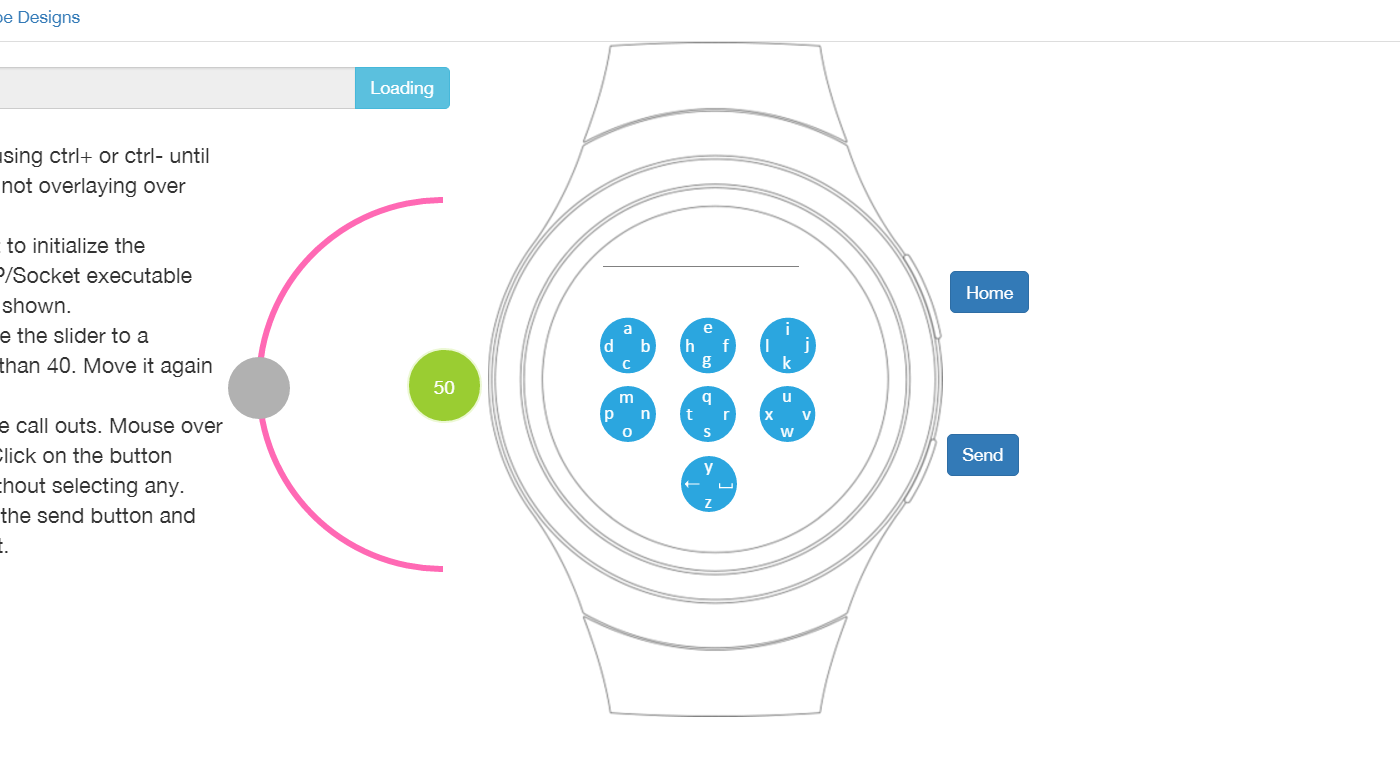 pe Designs
Loading
using ctrl+ or ctrl- until
not overlaying over
to initialize the
P/Socket executable
shown.
e the slider to a
than 40. Move it again
e call outs. Mouse over
Click on the button
thout selecting any.
the send button and
t.
50
a
d b
c
e
h f
g
i
l j
k
m
p n
o
q
t r
s
u
x v
w
y
← ⎵
z
Home
Send